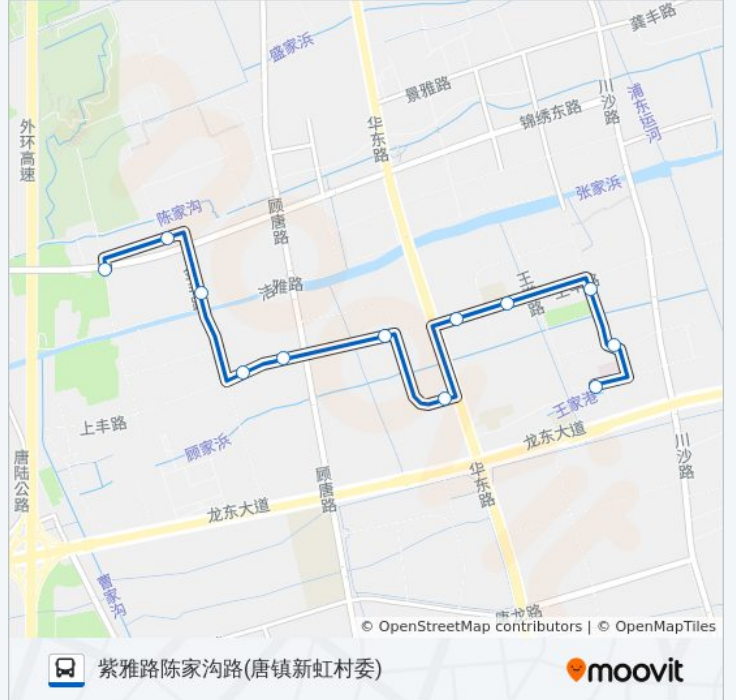 龚丰路
盛家浜
景雅路
川沙路
浦东运河
锦绣东路
外环高速
华东路
张家浜
陈家沟
顾唐路
洁雅路
上丰路
王家港
顾家浜
龙东大道
川沙路
唐陆公路
顾唐路
华东路
龙东大道
曹家沟
唐龙路
© OpenStreetMap contributors | © OpenMapTiles
紫雅路陈家沟路(唐镇新虹村委)
moovit